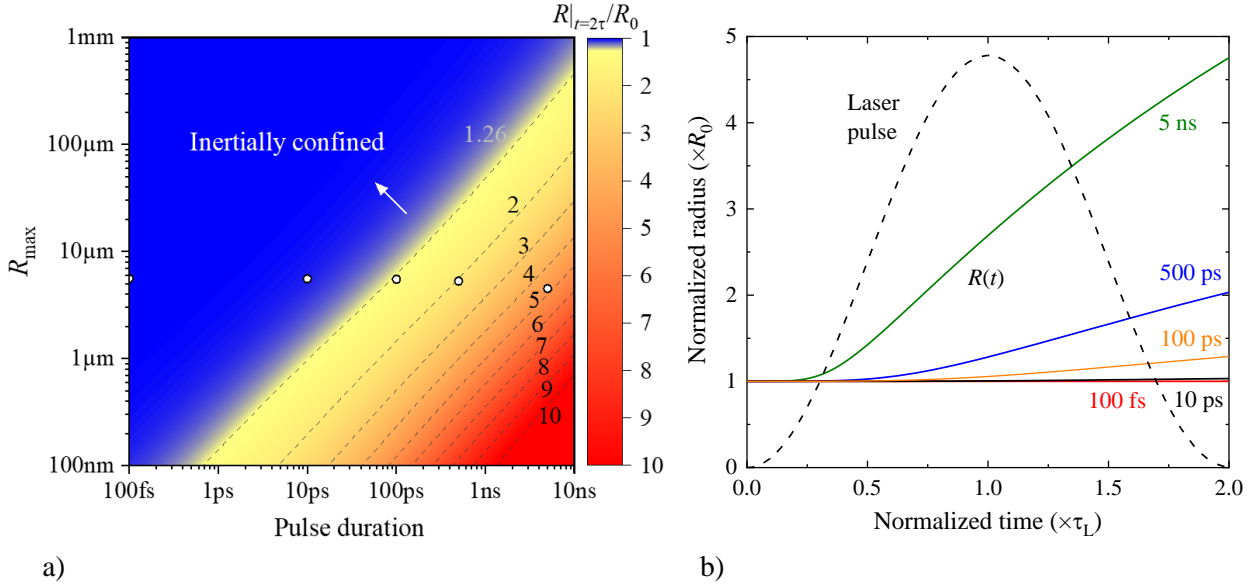 R|t=2τ/R0
1mm
100μm
10μm
1μm
100nm
Rmax
100fs
1ps
10ps
100ps
1ns
10ns
Pulse duration
Inertially confined
1.26
2
3
4
5
6
7
8
9
10
1
2
3
4
5
6
7
8
9
10
a)
5
4
3
2
1
0
Normalized radius (×R0)
Laser
pulse
5 ns
R(t)
500 ps
100 ps
100 fs
10 ps
0.0
0.5
1.0
1.5
2.0
Normalized time (×τL)
b)